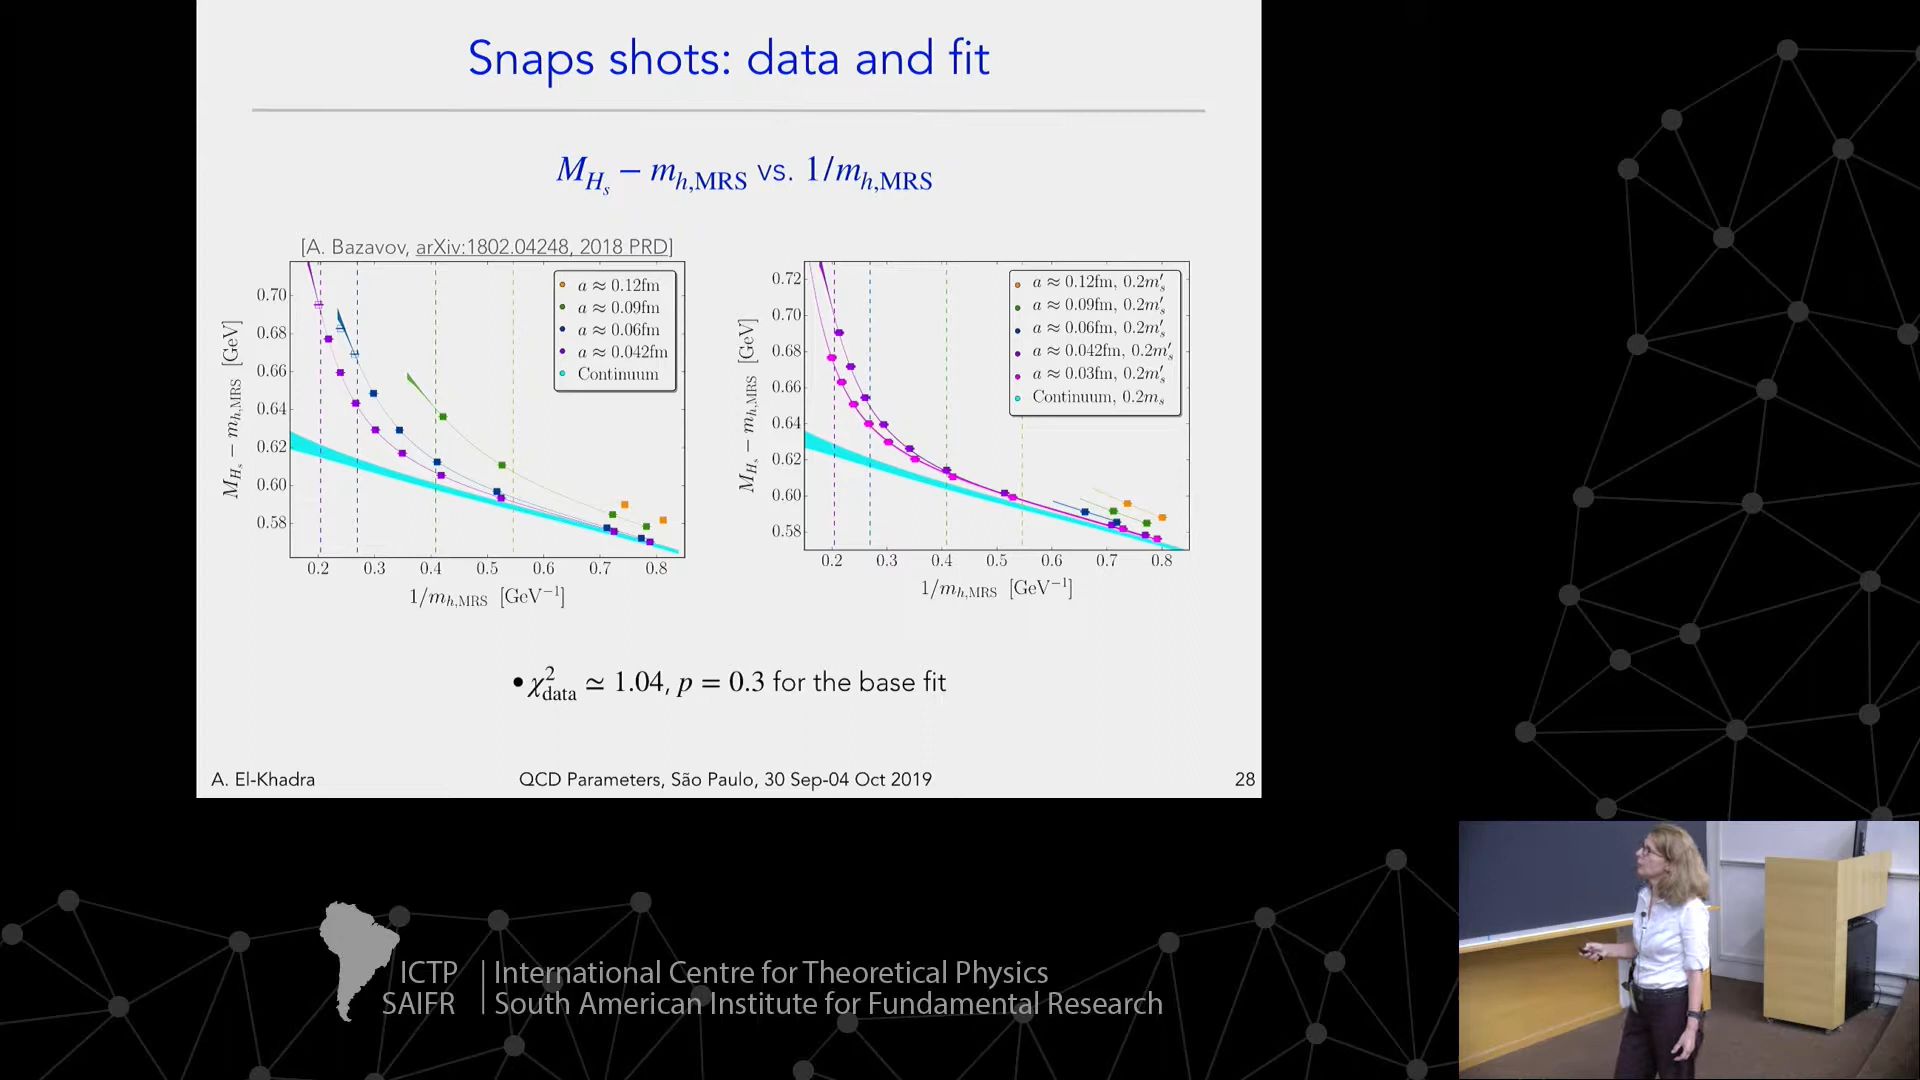 Snaps shots: data and fit
M_{H_s} − m_{h,MRS} vs. 1/m_{h,MRS}
[A. Bazavov, arXiv:1802.04248, 2018 PRD]
M_{H_s} − m_{h,MRS} [GeV]
0.70
0.68
0.66
0.64
0.62
0.60
0.58
a ≈ 0.12fm
a ≈ 0.09fm
a ≈ 0.06fm
a ≈ 0.042fm
Continuum
0.2 0.3 0.4 0.5 0.6 0.7 0.8
1/m_{h,MRS} [GeV⁻¹]
M_{H_s} − m_{h,MRS} [GeV]
0.72
0.70
0.68
0.66
0.64
0.62
0.60
0.58
a ≈ 0.12fm, 0.2m′_s
a ≈ 0.09fm, 0.2m′_s
a ≈ 0.06fm, 0.2m′_s
a ≈ 0.042fm, 0.2m′_s
a ≈ 0.03fm, 0.2m′_s
Continuum, 0.2m_s
0.2 0.3 0.4 0.5 0.6 0.7 0.8
1/m_{h,MRS} [GeV⁻¹]
• χ²_{data} ≃ 1.04, p = 0.3 for the base fit
A. El-Khadra QCD Parameters, São Paulo, 30 Sep-04 Oct 2019 28
ICTP | International Centre for Theoretical Physics
SAIFR | South American Institute for Fundamental Research